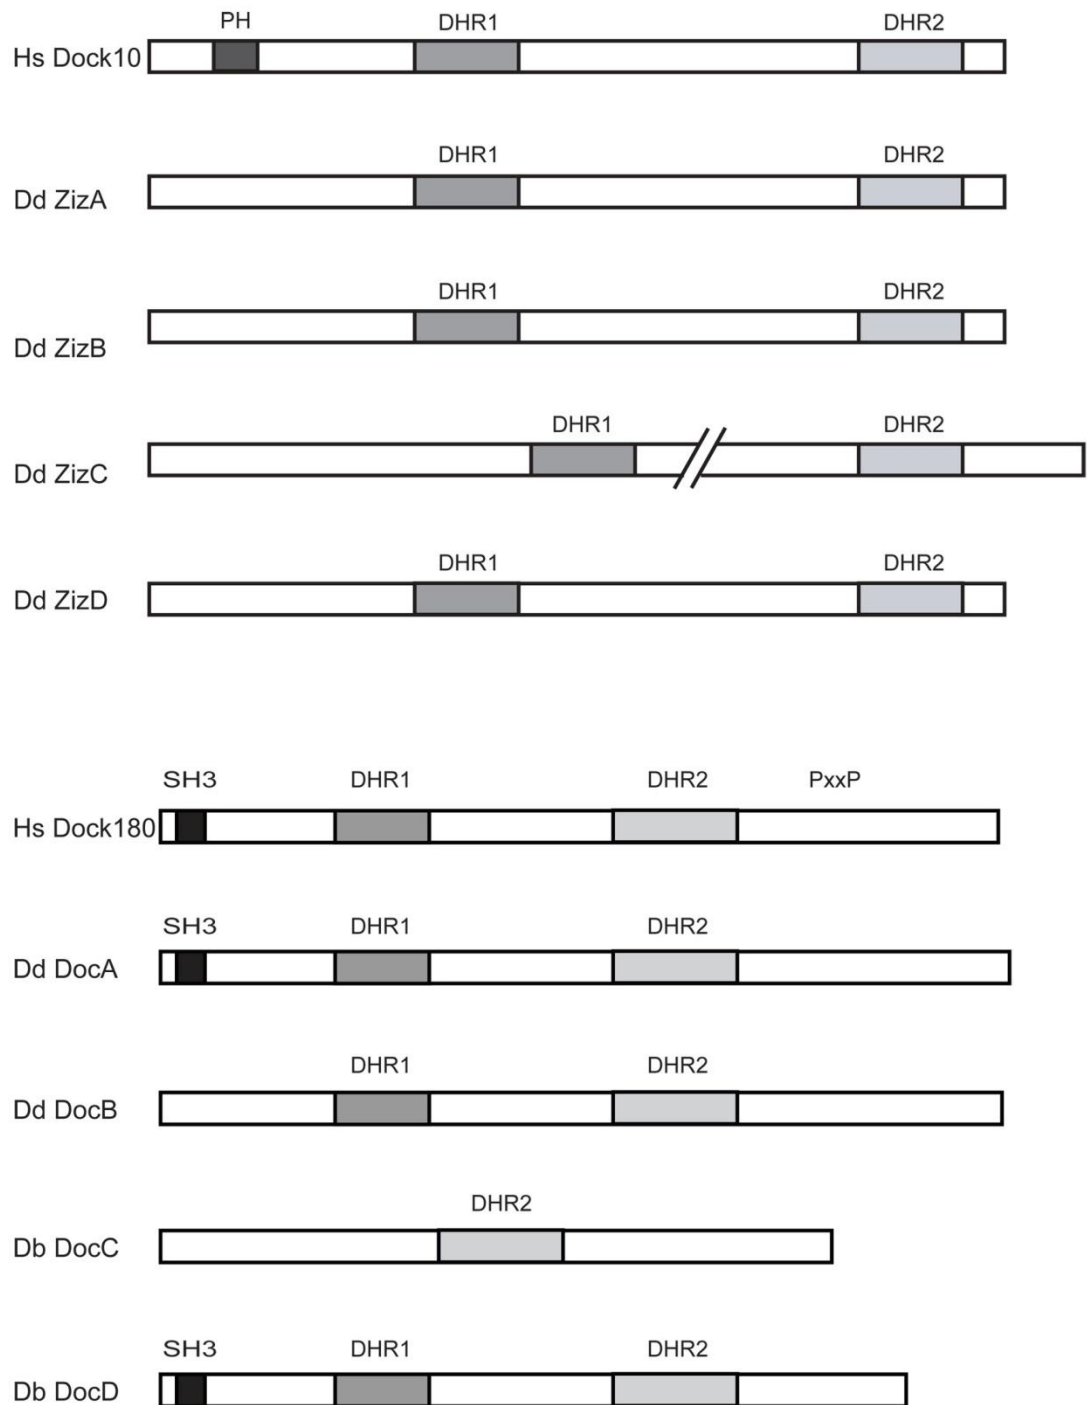 PH DHR1 DHR2
Hs Dock10
DHR1 DHR2
Dd ZizA
DHR1 DHR2
Dd ZizB
DHR1 DHR2
Dd ZizC
DHR1 DHR2
Dd ZizD
SH3 DHR1 DHR2 PxxP
Hs Dock180
SH3 DHR1 DHR2
Dd DocA
DHR1 DHR2
Dd DocB
DHR2
Db DocC
SH3 DHR1 DHR2
Db DocD